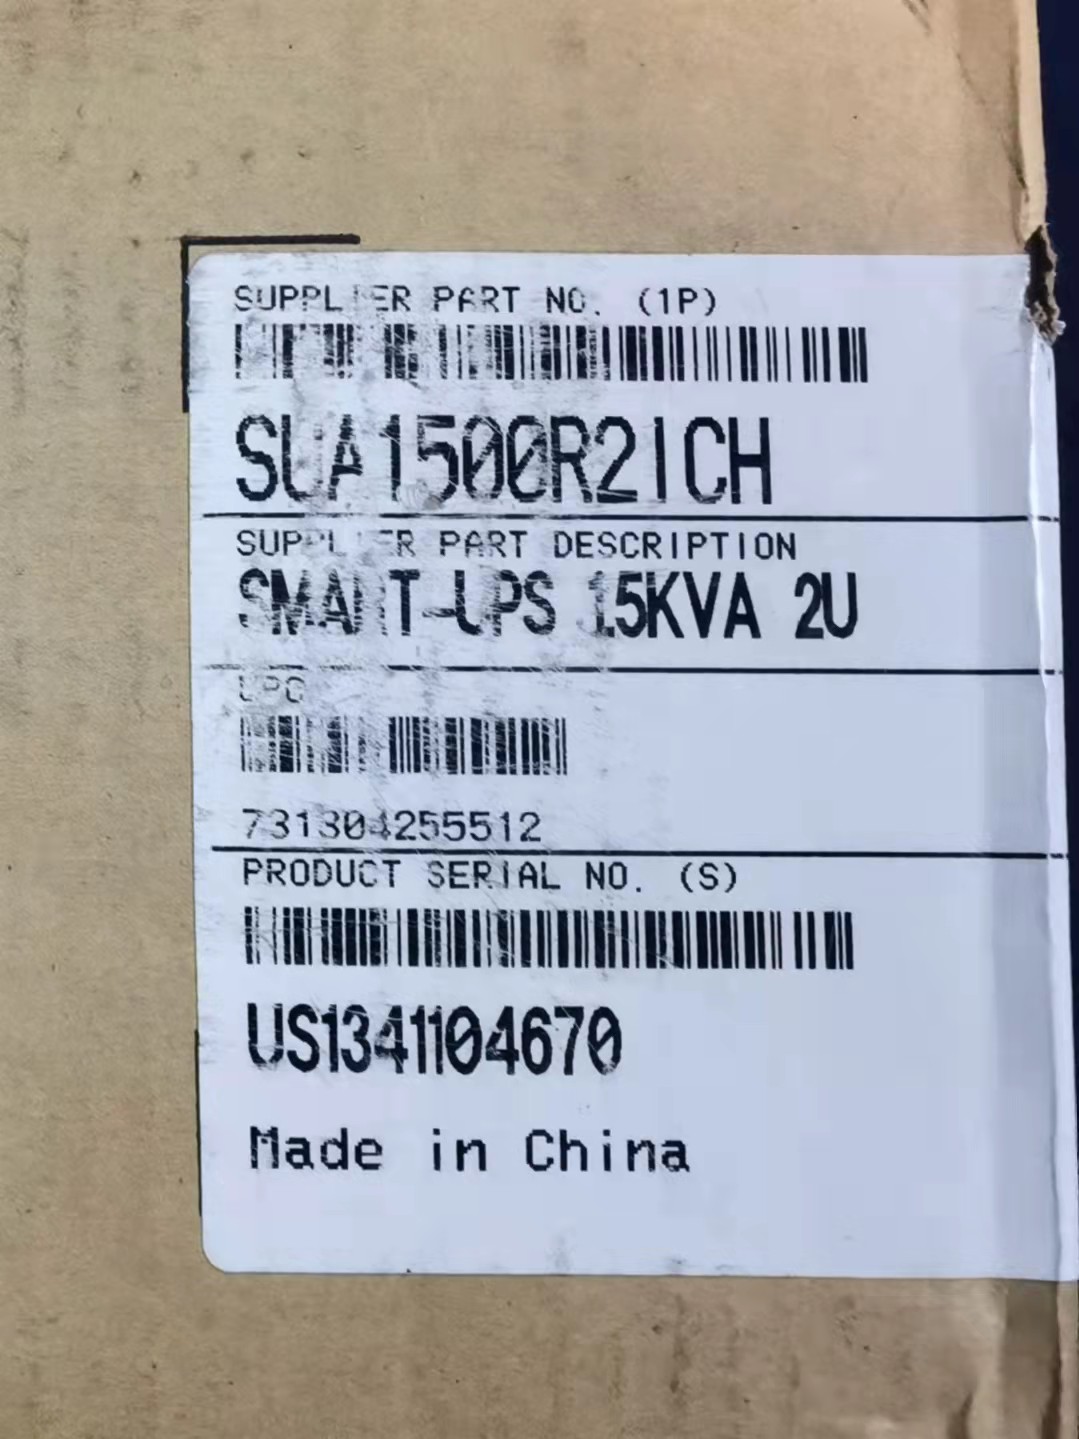 SUPPLIER PART NO. (1P)
SUA1500R2ICH
SUPPLIER PART DESCRIPTION
SMART-UPS 1.5KVA 2U
UPC
731304255512
PRODUCT SERIAL NO. (S)
US1341104670
Made in China